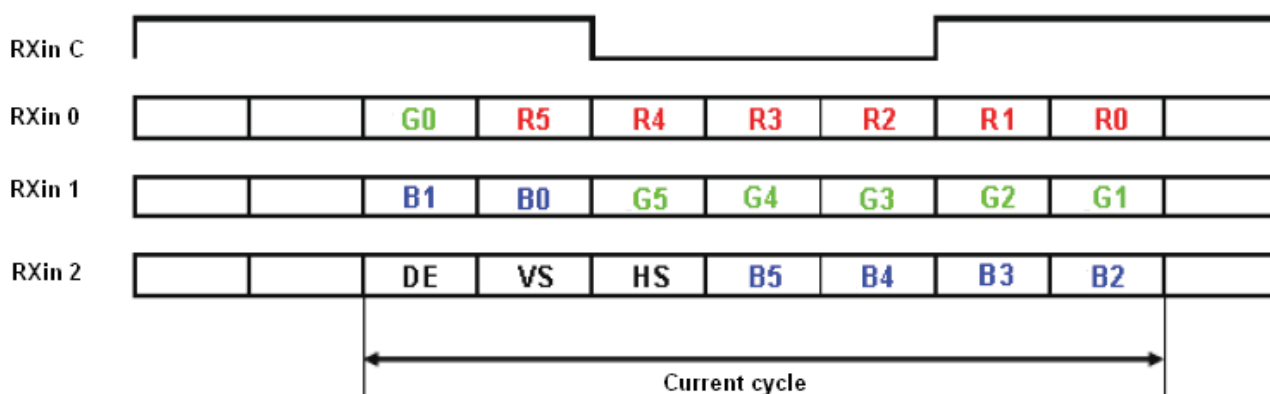 RXin C
RXin 0 G0 R5 R4 R3 R2 R1 R0
RXin 1 B1 B0 G5 G4 G3 G2 G1
RXin 2 DE VS HS B5 B4 B3 B2
Current cycle